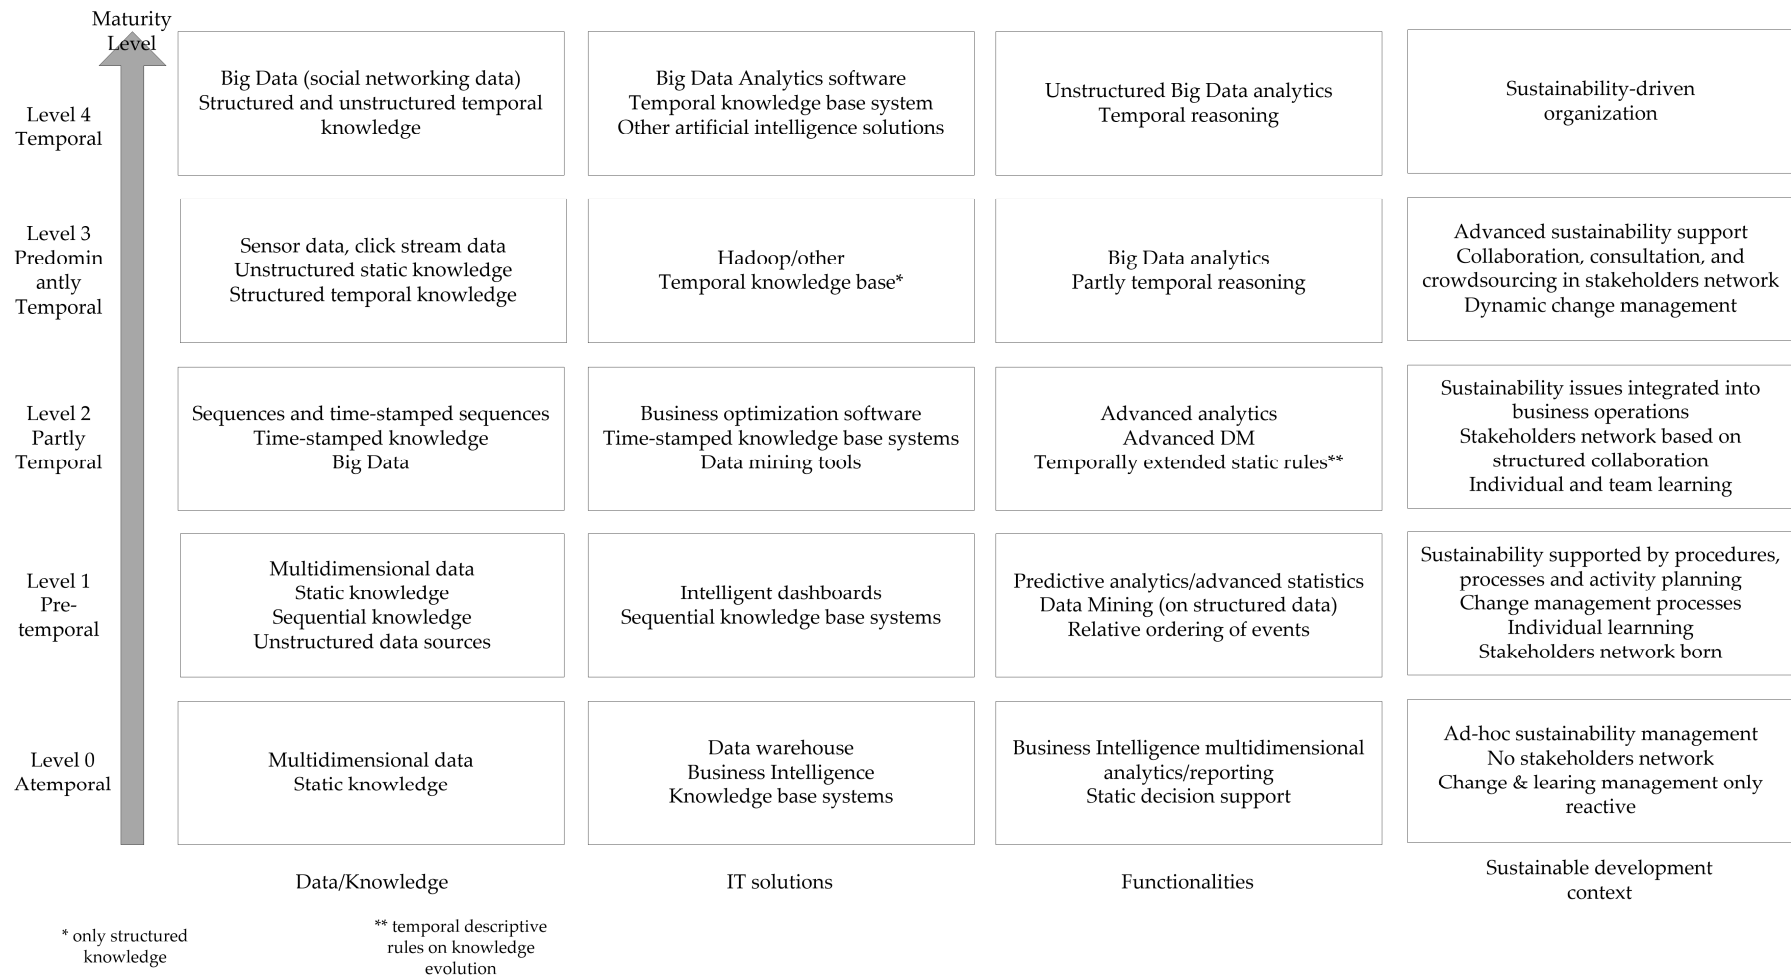 Maturity
Level
Level 4
Temporal
Big Data (social networking data)
Structured and unstructured temporal
knowledge
Big Data Analytics software
Temporal knowledge base system
Other artificial intelligence solutions
Unstructured Big Data analytics
Temporal reasoning
Sustainability-driven
organization
Level 3
Predomin
antly
Temporal
Sensor data, click stream data
Unstructured static knowledge
Structured temporal knowledge
Hadoop/other
Temporal knowledge base*
Big Data analytics
Partly temporal reasoning
Advanced sustainability support
Collaboration, consultation, and
crowdsourcing in stakeholders network
Dynamic change management
Level 2
Partly
Temporal
Sequences and time-stamped sequences
Time-stamped knowledge
Big Data
Business optimization software
Time-stamped knowledge base systems
Data mining tools
Advanced analytics
Advanced DM
Temporally extended static rules**
Sustainability issues integrated into
business operations
Stakeholders network based on
structured collaboration
Individual and team learning
Level 1
Pre-
temporal
Multidimensional data
Static knowledge
Sequential knowledge
Unstructured data sources
Intelligent dashboards
Sequential knowledge base systems
Predictive analytics/advanced statistics
Data Mining (on structured data)
Relative ordering of events
Sustainability supported by procedures,
processes and activity planning
Change management processes
Individual learnning
Stakeholders network born
Level 0
Atemporal
Multidimensional data
Static knowledge
Data warehouse
Business Intelligence
Knowledge base systems
Business Intelligence multidimensional
analytics/reporting
Static decision support
Ad-hoc sustainability management
No stakeholders network
Change & learing management only
reactive
Data/Knowledge
IT solutions
Functionalities
Sustainable development
context
* only structured
knowledge
** temporal descriptive
rules on knowledge
evolution